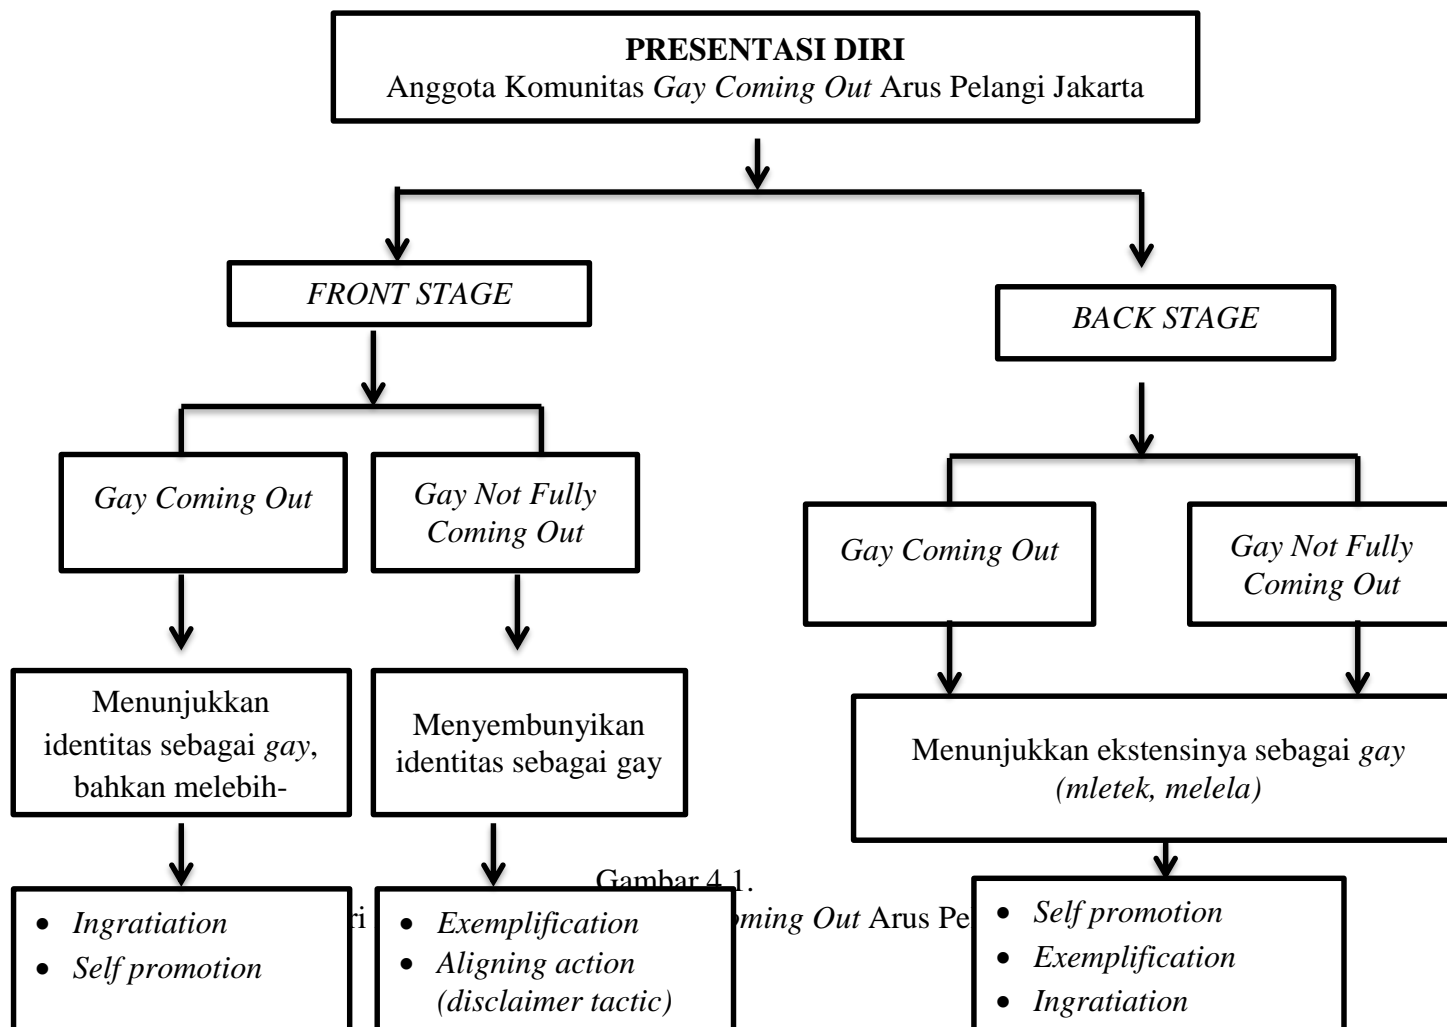 PRESENTASI DIRI
Anggota Komunitas Gay Coming Out Arus Pelangi Jakarta
FRONT STAGE
BACK STAGE
Gay Coming Out
Gay Not Fully
Coming Out
Gay Coming Out
Gay Not Fully
Coming Out
Menunjukkan
identitas sebagai gay,
bahkan melebih-
Menyembunyikan
identitas sebagai gay
Menunjukkan ekstensinya sebagai gay
(mletek, melela)
Gambar 4.1.
Out Arus
• Ingratiation
• Self promotion
• Exemplification
• Aligning action
(disclaimer tactic)
• Self promotion
• Exemplification
• Ingratiation